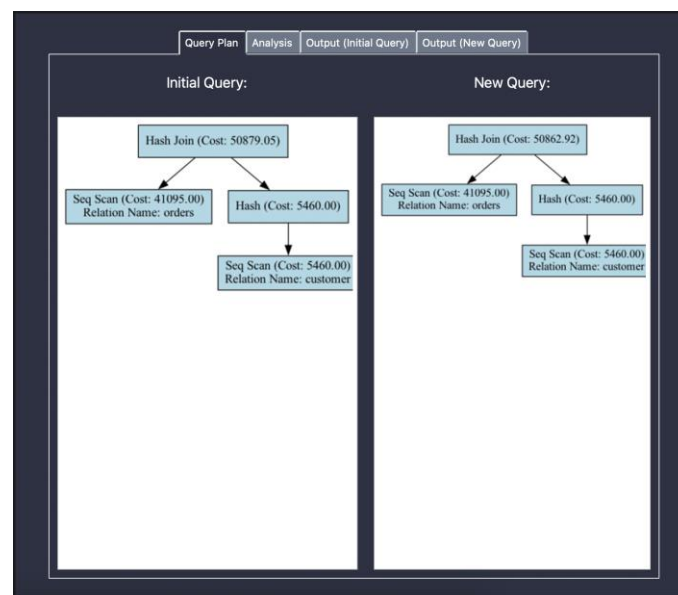 Query Plan
Analysis
Output (Initial Query)
Output (New Query)
Initial Query:
Hash Join (Cost: 50879.05)
Seq Scan (Cost: 41095.00)
Relation Name: orders
Hash (Cost: 5460.00)
Seq Scan (Cost: 5460.00)
Relation Name: customer
New Query:
Hash Join (Cost: 50862.92)
Seq Scan (Cost: 41095.00)
Relation Name: orders
Hash (Cost: 5460.00)
Seq Scan (Cost: 5460.00)
Relation Name: customer